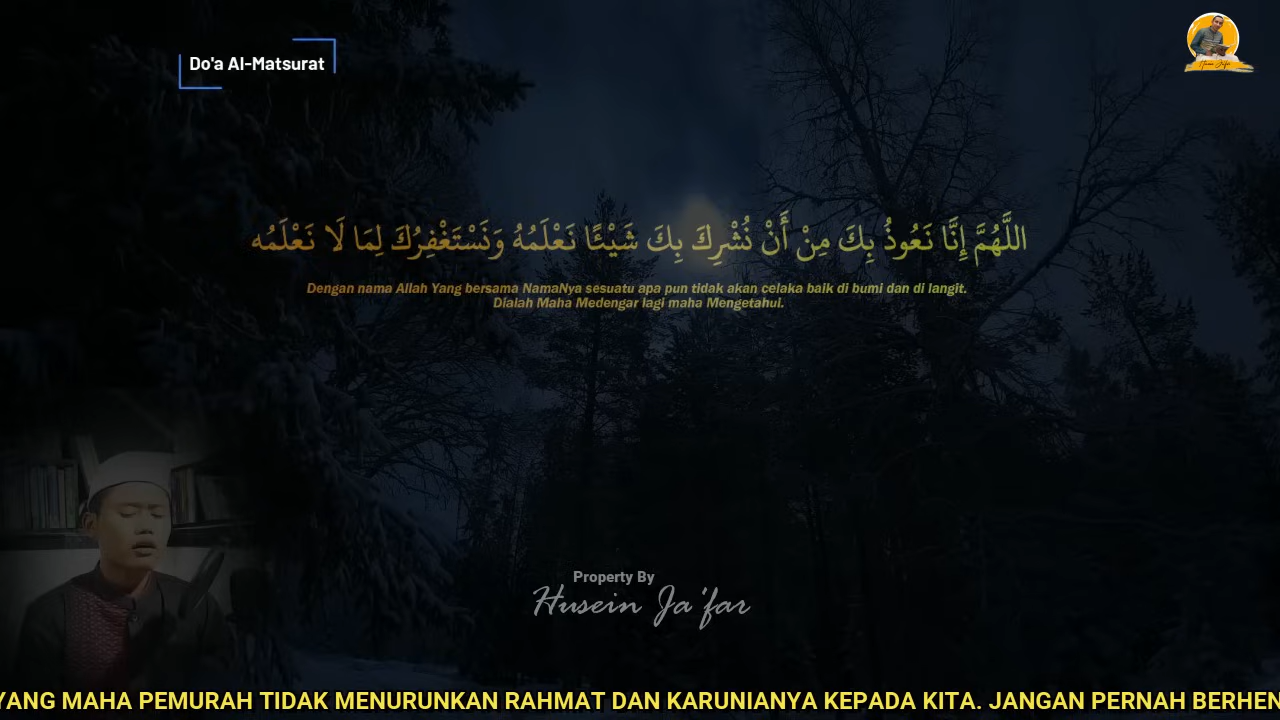 Do'a Al-Matsurat
اللَّهُمَّ إِنَّا نَعُوذُ بِكَ مِنْ أَنْ نُشْرِكَ بِكَ شَيْئًا نَعْلَمُهُ وَنَسْتَغْفِرُكَ لِمَا لَا نَعْلَمُه
Dengan nama Allah Yang bersama NamaNya sesuatu apa pun tidak akan celaka baik di bumi dan di langit.
Dialah Maha Medengar lagi maha Mengetahui.
Property By
Husein Ja'far
YANG MAHA PEMURAH TIDAK MENURUNKAN RAHMAT DAN KARUNIANYA KEPADA KITA. JANGAN PERNAH BERHEN